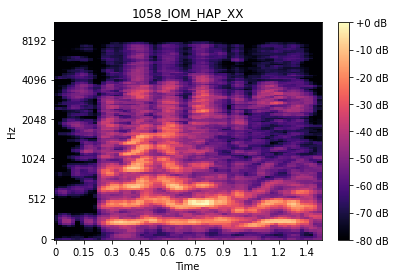 1058_IOM_HAP_XX
8192
4096
2048
1024
512
0
Hz
0 0.15 0.3 0.45 0.6 0.75 0.9 1.1 1.2 1.4
Time
+0 dB
-10 dB
-20 dB
-30 dB
-40 dB
-50 dB
-60 dB
-70 dB
-80 dB